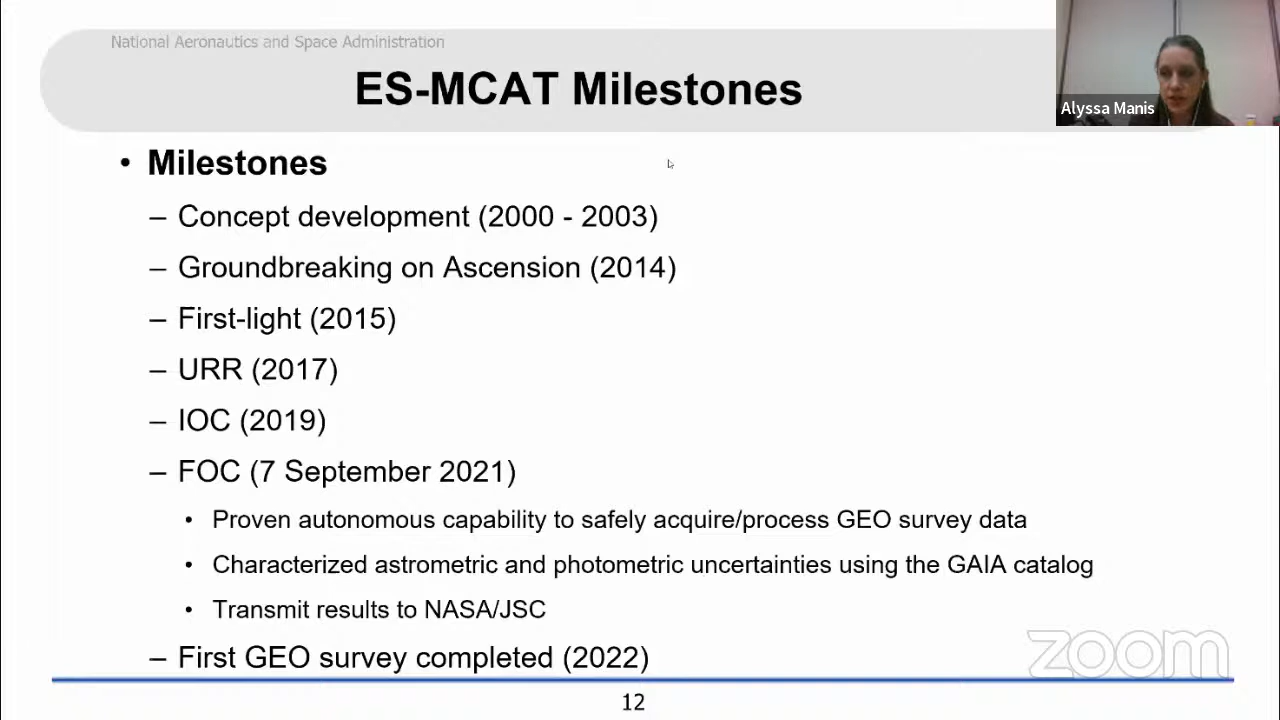 National Aeronautics and Space Administration
ES-MCAT Milestones
Alyssa Manis
• Milestones
– Concept development (2000 - 2003)
– Groundbreaking on Ascension (2014)
– First-light (2015)
– URR (2017)
– IOC (2019)
– FOC (7 September 2021)
• Proven autonomous capability to safely acquire/process GEO survey data
• Characterized astrometric and photometric uncertainties using the GAIA catalog
• Transmit results to NASA/JSC
– First GEO survey completed (2022)
zoom
12